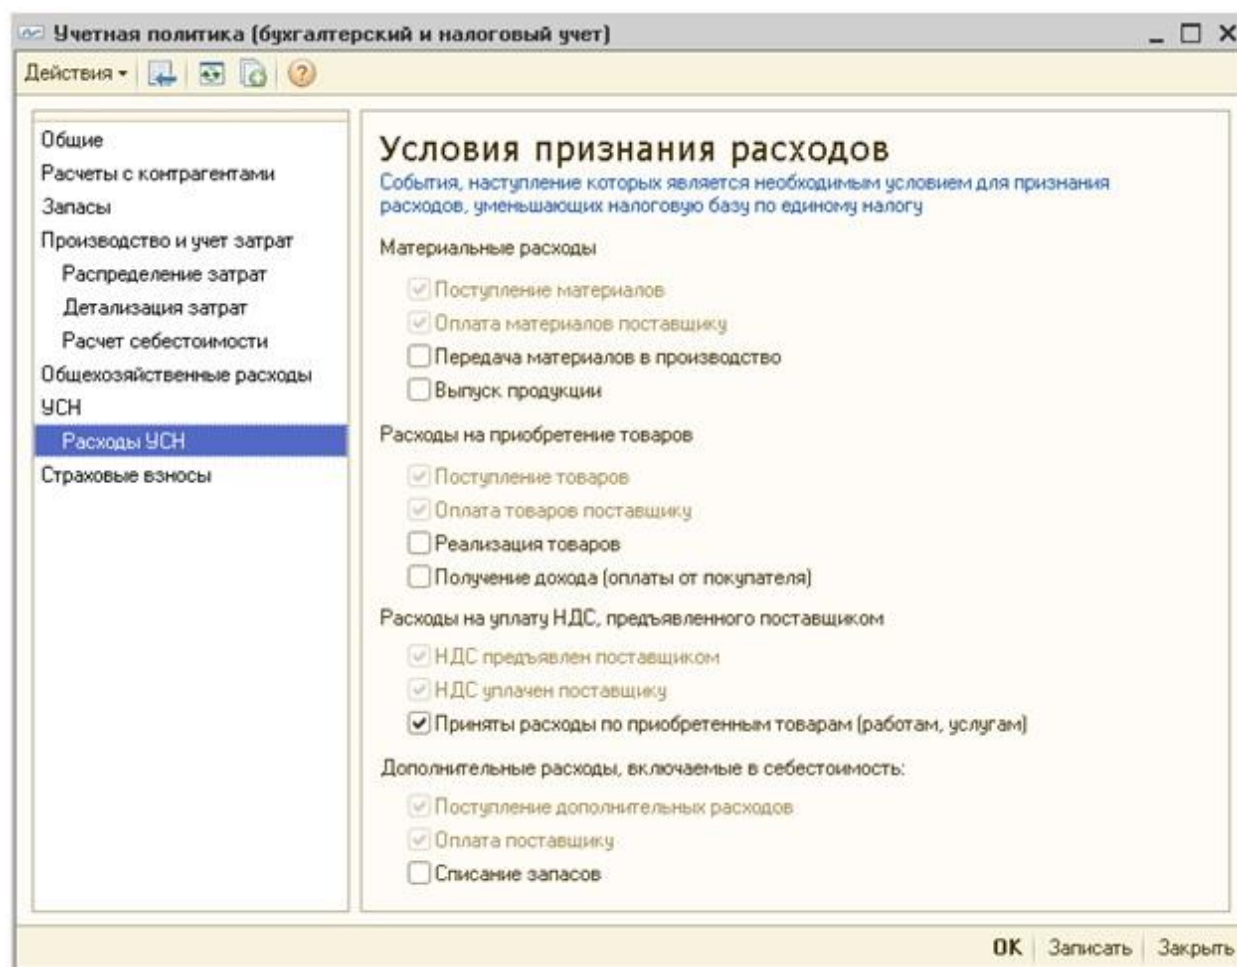 Учетная политика (бухгалтерский и налоговый учет)
Действия
Общие
Расчеты с контрагентами
Запасы
Производство и учет затрат
Распределение затрат
Детализация затрат
Расчет себестоимости
Общехозяйственные расходы
УСН
Расходы УСН
Страховые взносы
Условия признания расходов
События, наступление которых является необходимым условием для признания
расходов, уменьшающих налоговую базу по единому налогу
Материальные расходы
Поступление материалов
Оплата материалов поставщику
Передача материалов в производство
Выпуск продукции
Расходы на приобретение товаров
Поступление товаров
Оплата товаров поставщику
Реализация товаров
Получение дохода (оплаты от покупателя)
Расходы на уплату НДС, предъявленного поставщиком
НДС предъявлен поставщиком
НДС уплачен поставщику
Приняты расходы по приобретенным товарам (работам, услугам)
Дополнительные расходы, включаемые в себестоимость:
Поступление дополнительных расходов
Оплата поставщику
Списание запасов
OK Записать Закрыть